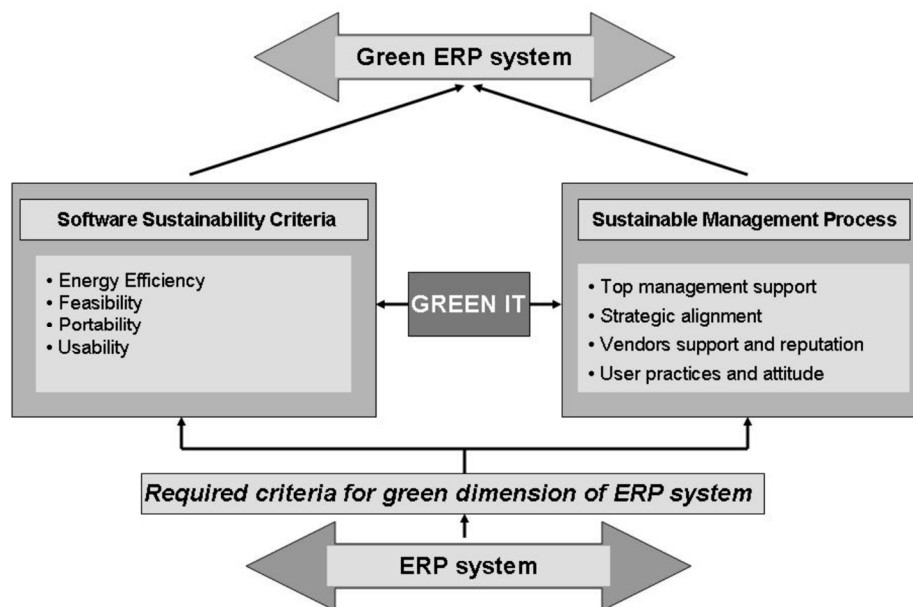 Green ERP system
Software Sustainability Criteria
• Energy Efficiency
• Feasibility
• Portability
• Usability
GREEN IT
Sustainable Management Process
• Top management support
• Strategic alignment
• Vendors support and reputation
• User practices and attitude
Required criteria for green dimension of ERP system
ERP system